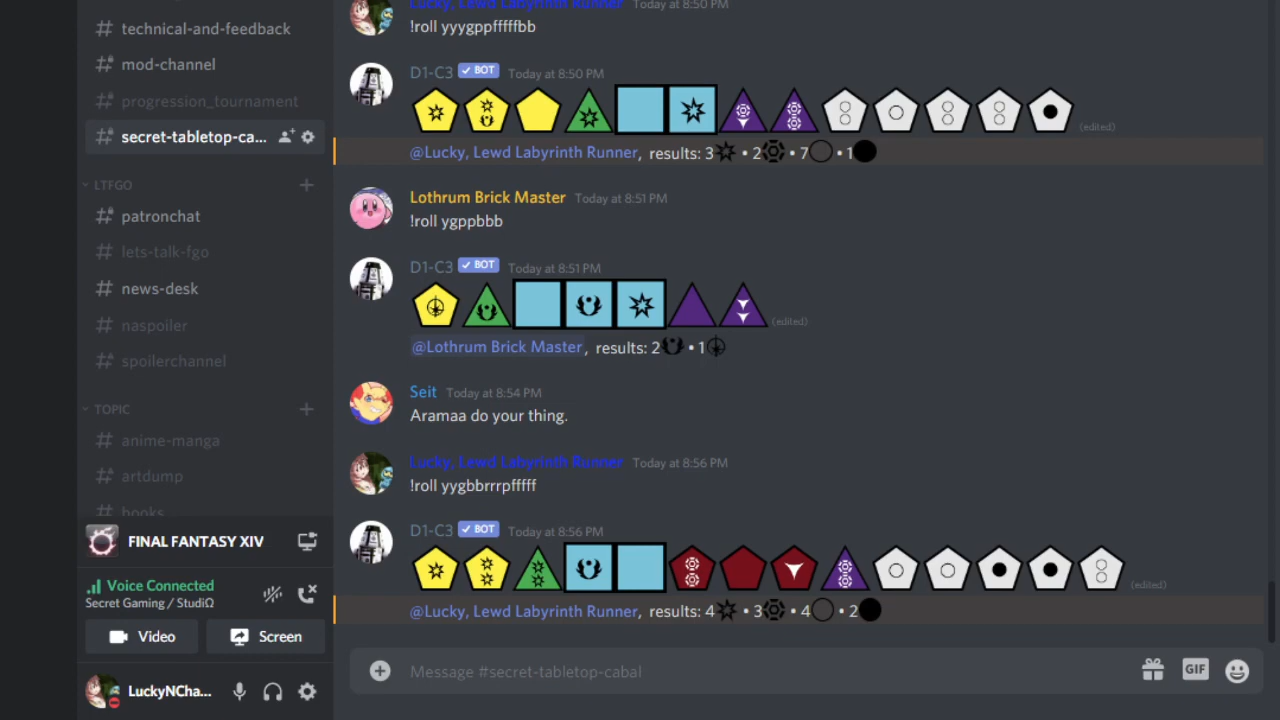 Lucky, Lewd Labyrinth Runner Today at 8:50 PM
!roll yyygppfffffbb
D1-C3 BOT Today at 8:50 PM
(edited)
@Lucky, Lewd Labyrinth Runner, results: 3 • 2 • 7 • 1
Lothrum Brick Master Today at 8:51 PM
!roll ygppbbb
D1-C3 BOT Today at 8:51 PM
(edited)
@Lothrum Brick Master, results: 2 • 1
Seit Today at 8:54 PM
Aramaa do your thing.
Lucky, Lewd Labyrinth Runner Today at 8:56 PM
!roll yygbbrrrpfffff
D1-C3 BOT Today at 8:56 PM
(edited)
@Lucky, Lewd Labyrinth Runner, results: 4 • 3 • 4 • 2
Message #secret-tabletop-cabal
GIF
# technical-and-feedback
# mod-channel
# progression_tournament
# secret-tabletop-ca...
LTFGO
# patronchat
# lets-talk-fgo
# news-desk
# naspoiler
# spoilerchannel
TOPIC
# anime-manga
# artdump
# books
FINAL FANTASY XIV
Voice Connected
Secret Gaming / StudiΩ
Video
Screen
LuckyNCha...